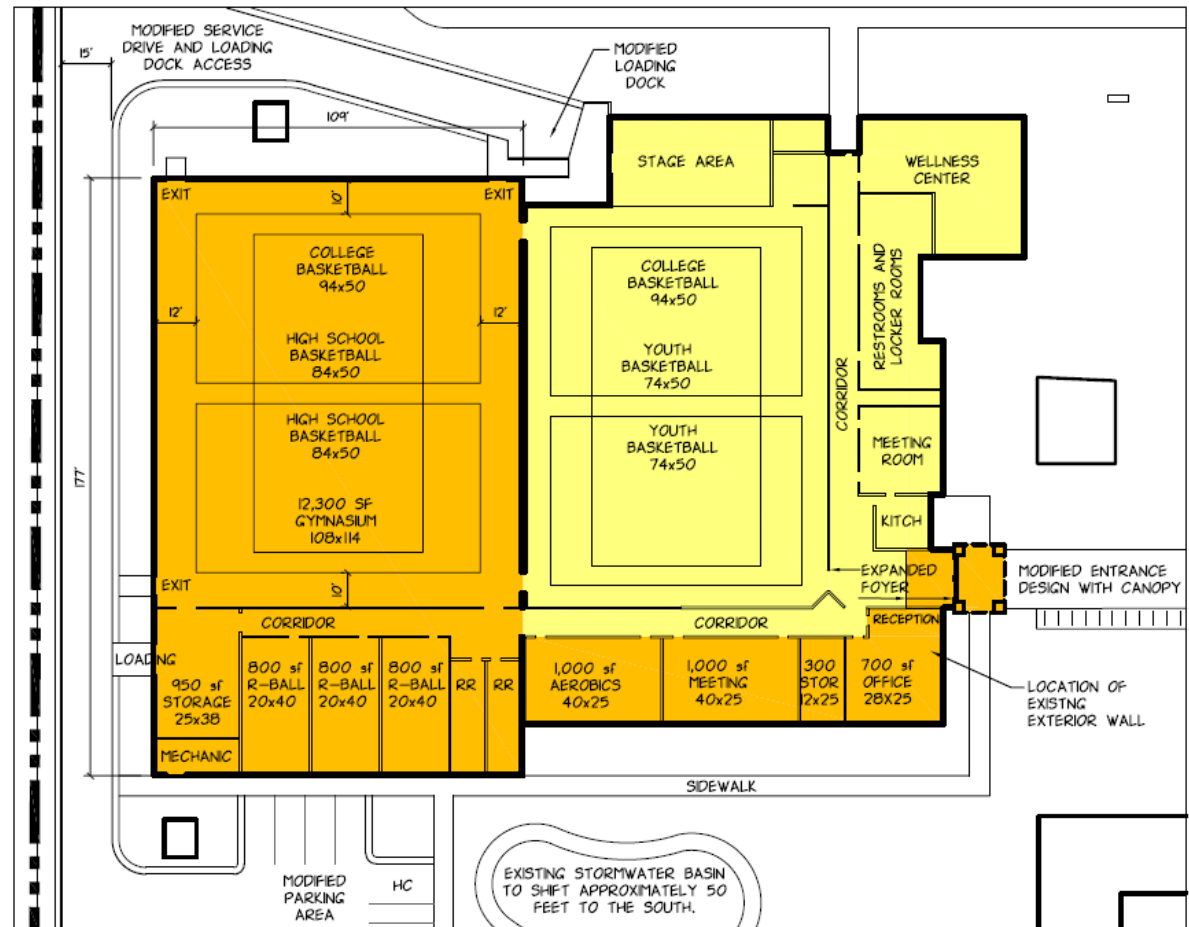 MODIFIED SERVICE
DRIVE AND LOADING
DOCK ACCESS
15'
MODIFIED
LOADING
DOCK
109'
EXIT
EXIT
10'
STAGE AREA
WELLNESS
CENTER
COLLEGE
BASKETBALL
94x50
12'
12'
HIGH SCHOOL
BASKETBALL
84x50
COLLEGE
BASKETBALL
94x50
YOUTH
BASKETBALL
74x50
RESTROOMS AND
LOCKER ROOMS
CORRIDOR
177'
HIGH SCHOOL
BASKETBALL
84x50
12,300 SF
GYMNASIUM
108x114
YOUTH
BASKETBALL
74x50
MEETING
ROOM
KITCH
EXIT
10'
EXPANDED
FOYER
MODIFIED ENTRANCE
DESIGN WITH CANOPY
CORRIDOR
CORRIDOR
RECEPTION
LOADING
950 sf
STORAGE
25x38
800 sf
R-BALL
20x40
800 sf
R-BALL
20x40
800 sf
R-BALL
20x40
RR
RR
1,000 sf
AEROBICS
40x25
1,000 sf
MEETING
40x25
300
STOR
12x25
700 sf
OFFICE
28X25
LOCATION OF
EXISTNG
EXTERIOR WALL
MECHANIC
SIDEWALK
MODIFIED
PARKING
AREA
HC
EXISTING STORMWATER BASIN
TO SHIFT APPROXIMATELY 50
FEET TO THE SOUTH.